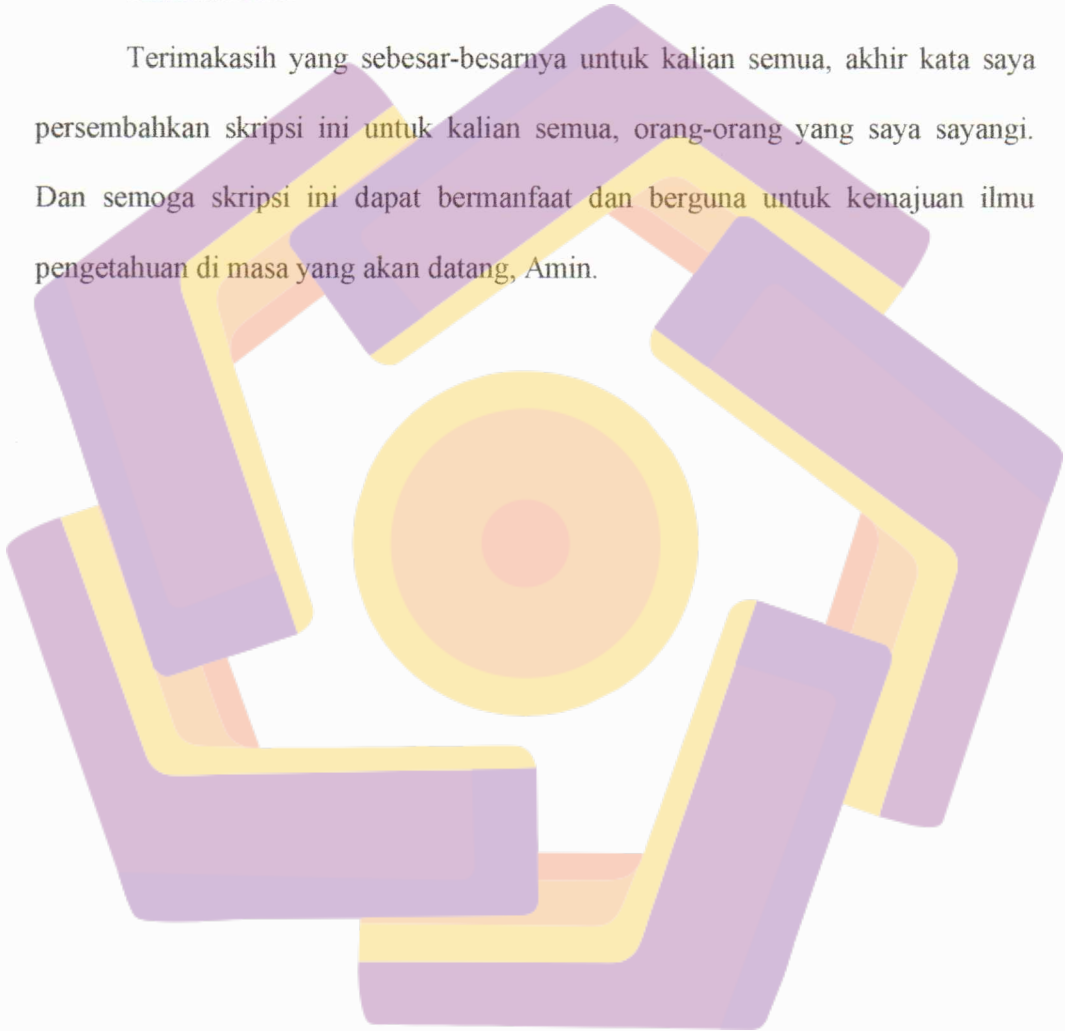 Terimakasih yang sebesar-besarnya untuk kalian semua, akhir kata saya
persembahkan skripsi ini untuk kalian semua, orang-orang yang saya sayangi.
Dan semoga skripsi ini dapat bermanfaat dan berguna untuk kemajuan ilmu
pengetahuan di masa yang akan datang, Amin.